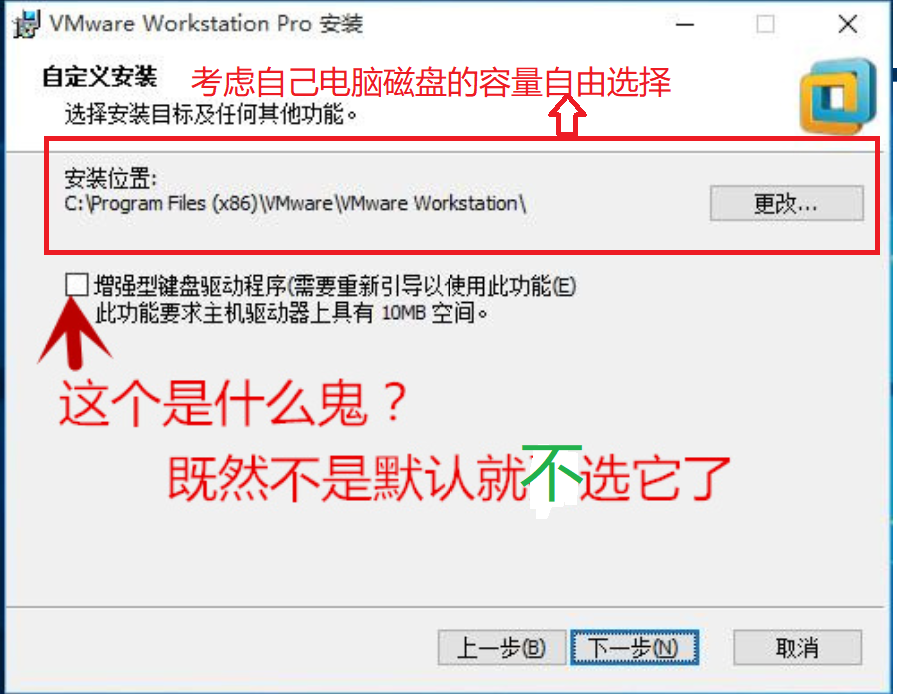 VMware Workstation Pro 安装
自定义安装
考虑自己电脑磁盘的容量自由选择
选择安装目标及任何其他功能。
安装位置:
C:\Program Files (x86)\VMware\VMware Workstation\
更改...
增强型键盘驱动程序(需要重新引导以使用此功能(E)
此功能要求主机驱动器上具有 10MB 空间。
这个是什么鬼？
既然不是默认就不选它了
上一步(B)
下一步(N)
取消